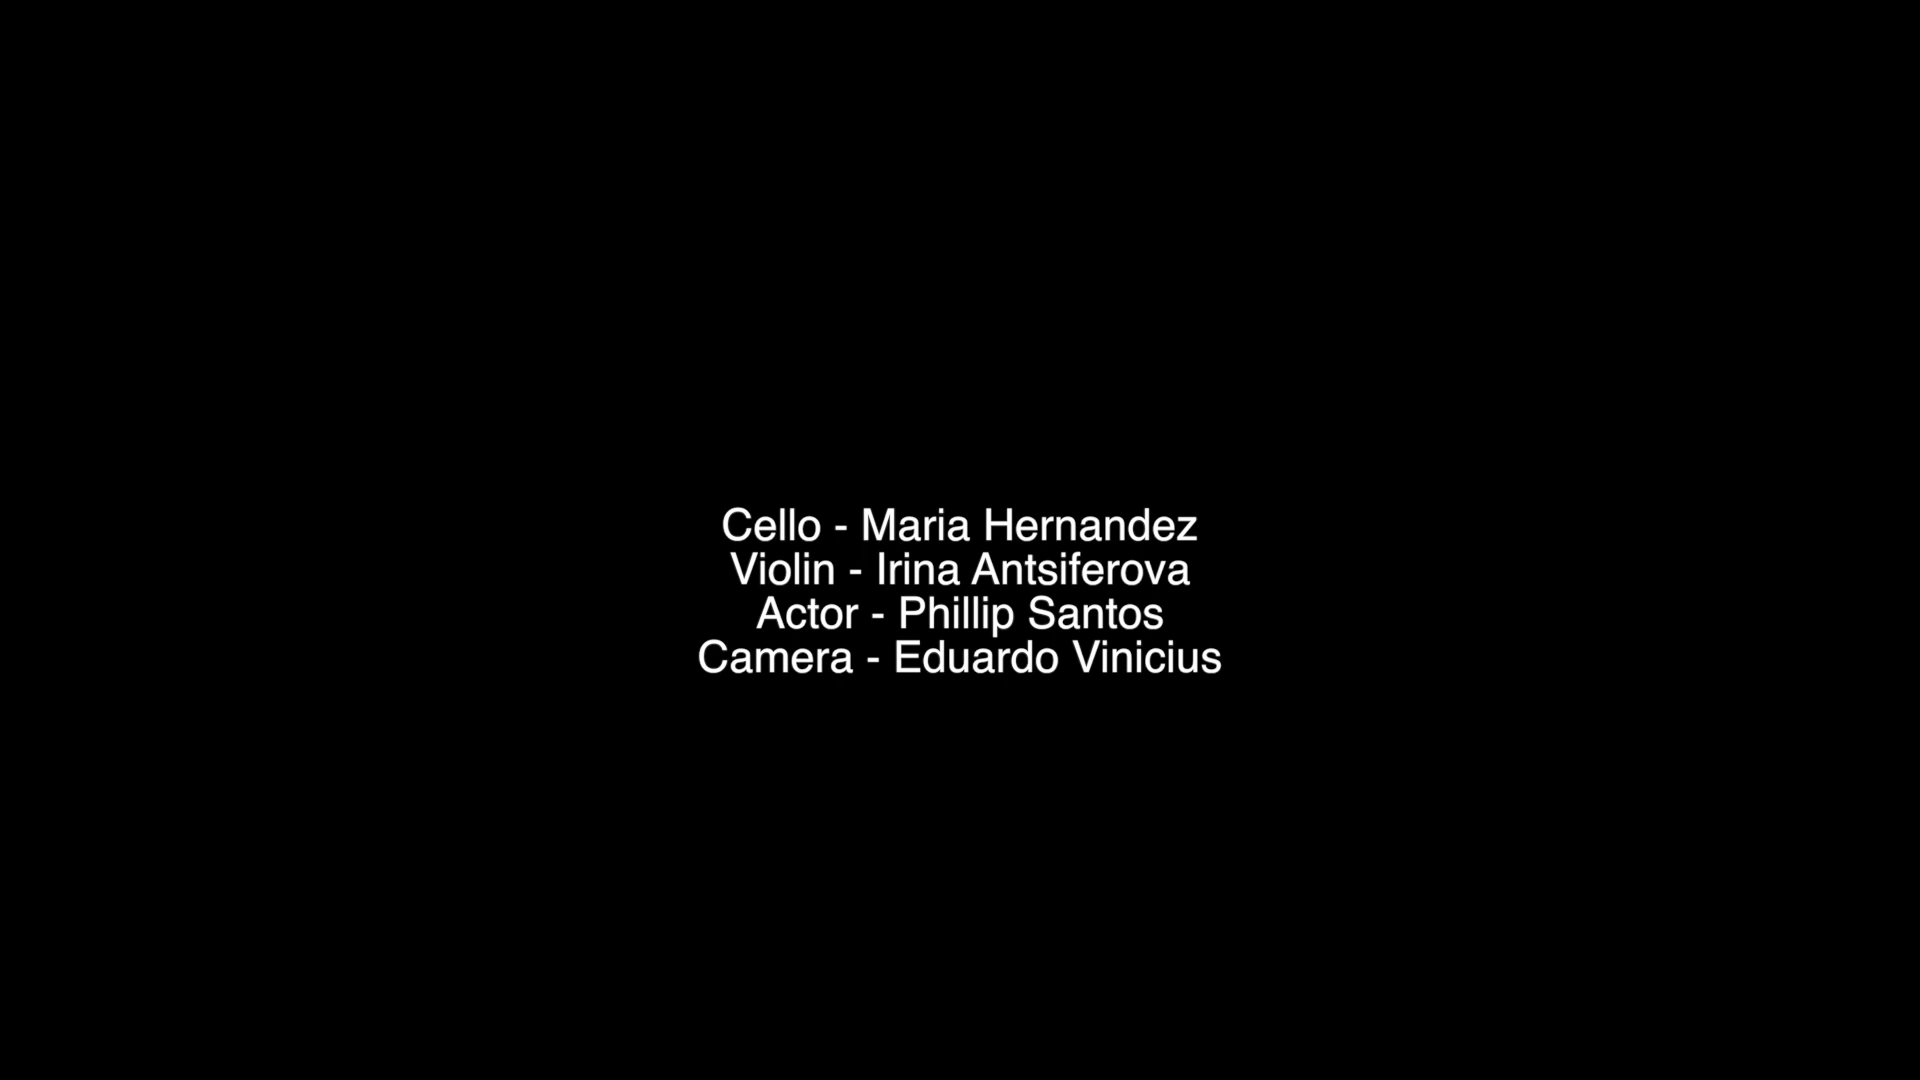 Cello - Maria Hernandez
Violin - Irina Antsiferova
Actor - Phillip Santos
Camera - Eduardo Vinicius